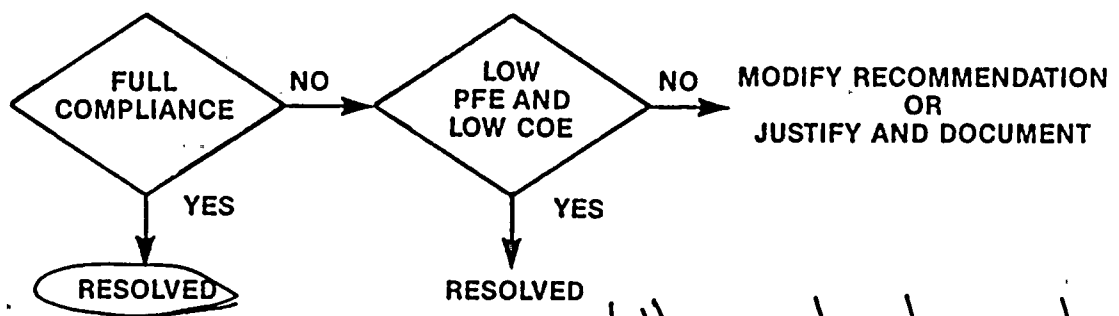 FULL
COMPLIANCE
NO
LOW
PFE AND
LOW COE
NO
MODIFY RECOMMENDATION
OR
JUSTIFY AND DOCUMENT
YES
YES
RESOLVED
RESOLVED